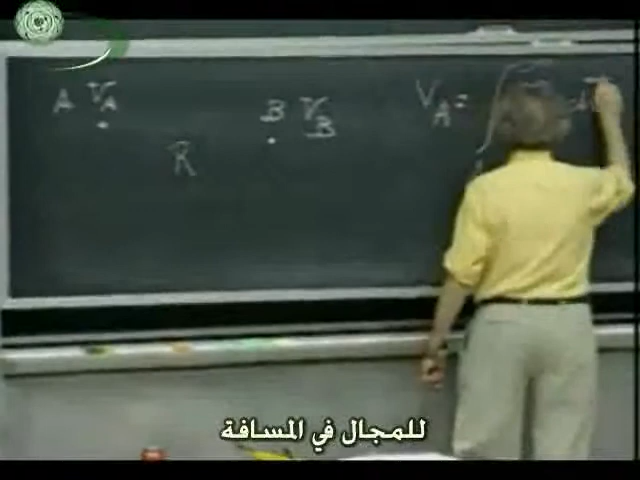 A V_A
B V_B
R
V_A =
للمجال في المسافة